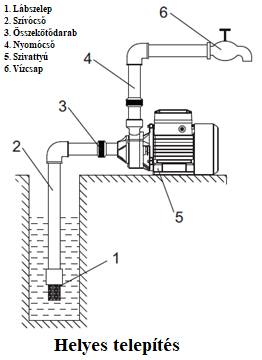 1. Lábszelep
2. Szívócső
3. Összekötődarab
4. Nyomócső
5. Szivattyú
6. Vízcsap
6
4
3
2
5
1
Helyes telepítés